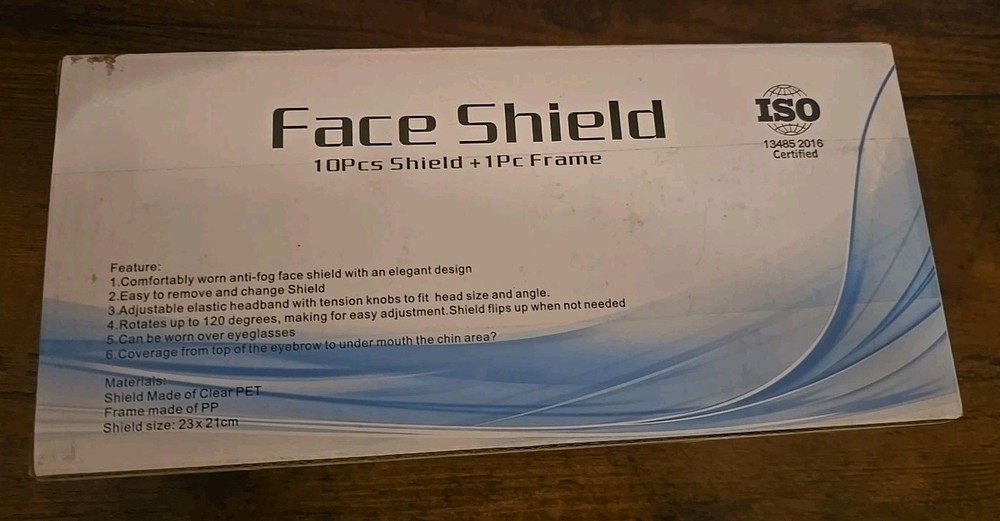 Face Shield
10Pcs Shield + 1Pc Frame
ISO
13485 2016
Certified
Feature:
1.Comfortably worn anti-fog face shield with an elegant design
2.Easy to remove and change Shield
3.Adjustable elastic headband with tension knobs to fit head size and angle.
4.Rotates up to 120 degrees, making for easy adjustment.Shield flips up when not needed
5.Can be worn over eyeglasses
6.Coverage from top of the eyebrow to under mouth the chin area?
Materials:
Shield Made of Clear PET
Frame made of PP
Shield size: 23 x 21cm